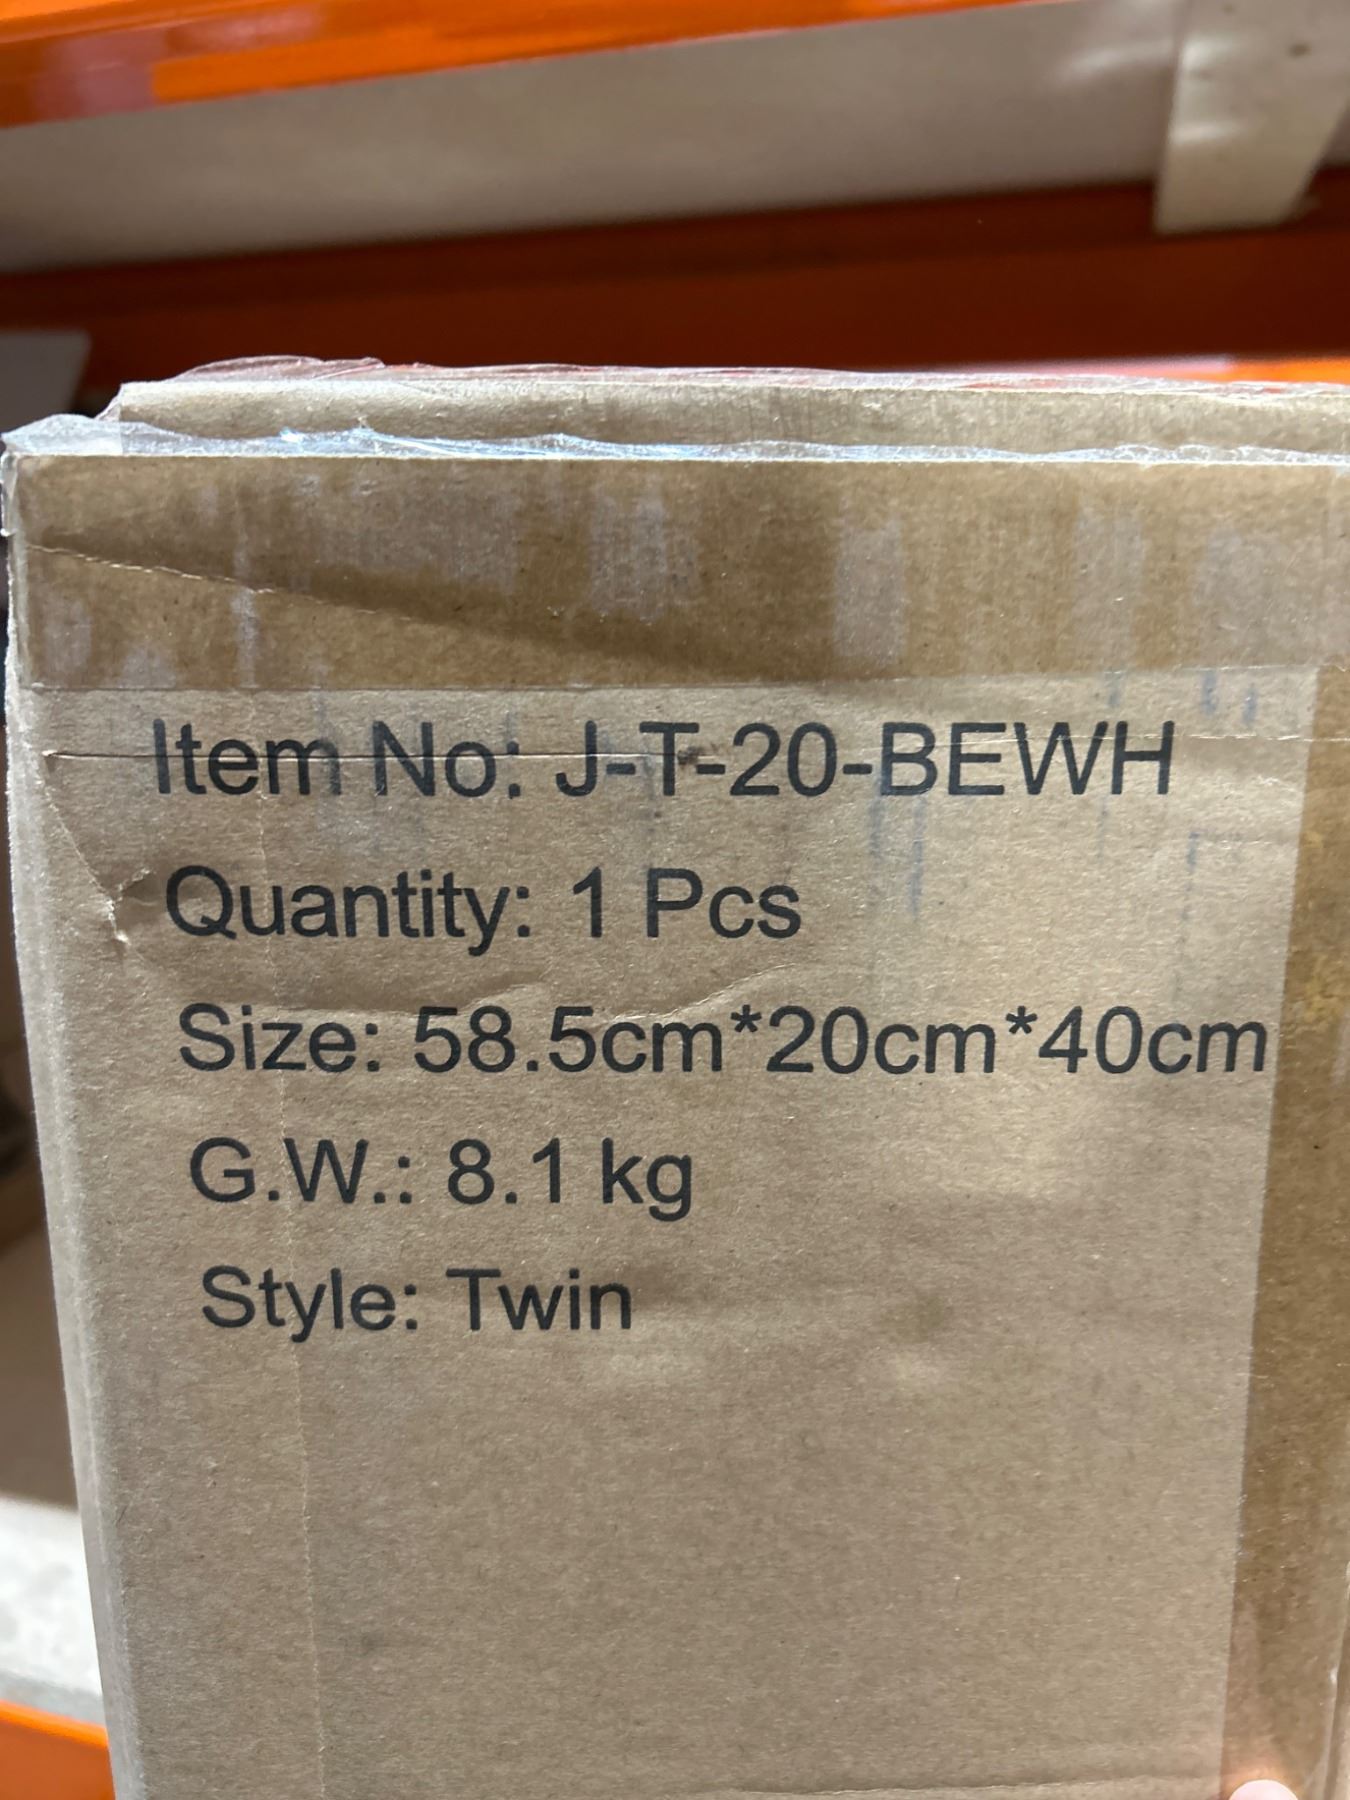 Item No: J-T-20-BEWH
Quantity: 1 Pcs
Size: 58.5cm*20cm*40cm
G.W.: 8.1 kg
Style: Twin